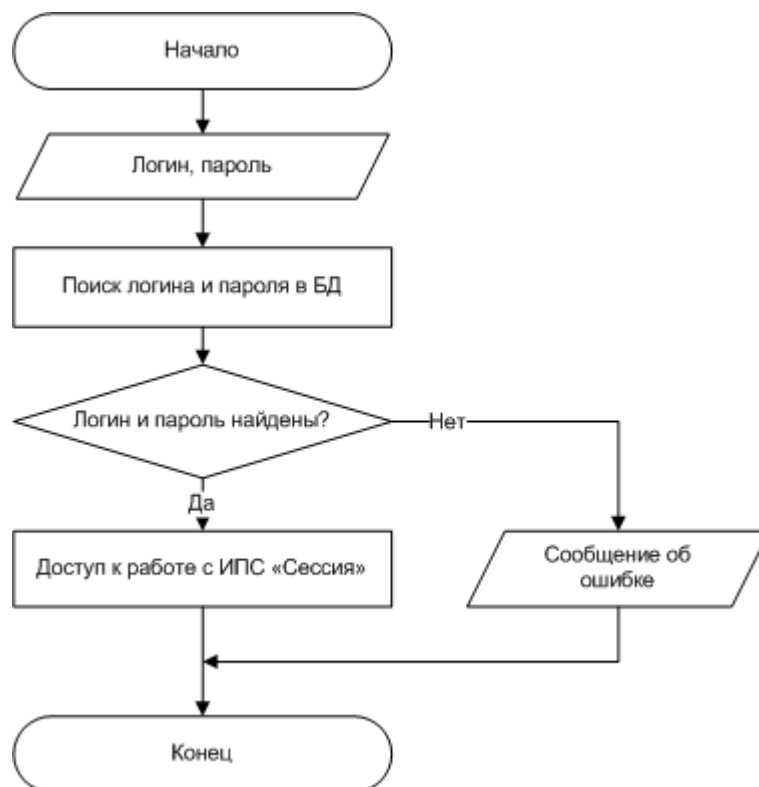 Начало
Логин, пароль
Поиск логина и пароля в БД
Логин и пароль найдены?
Нет
Да
Доступ к работе с ИПС «Сессия»
Сообщение об
ошибке
Конец